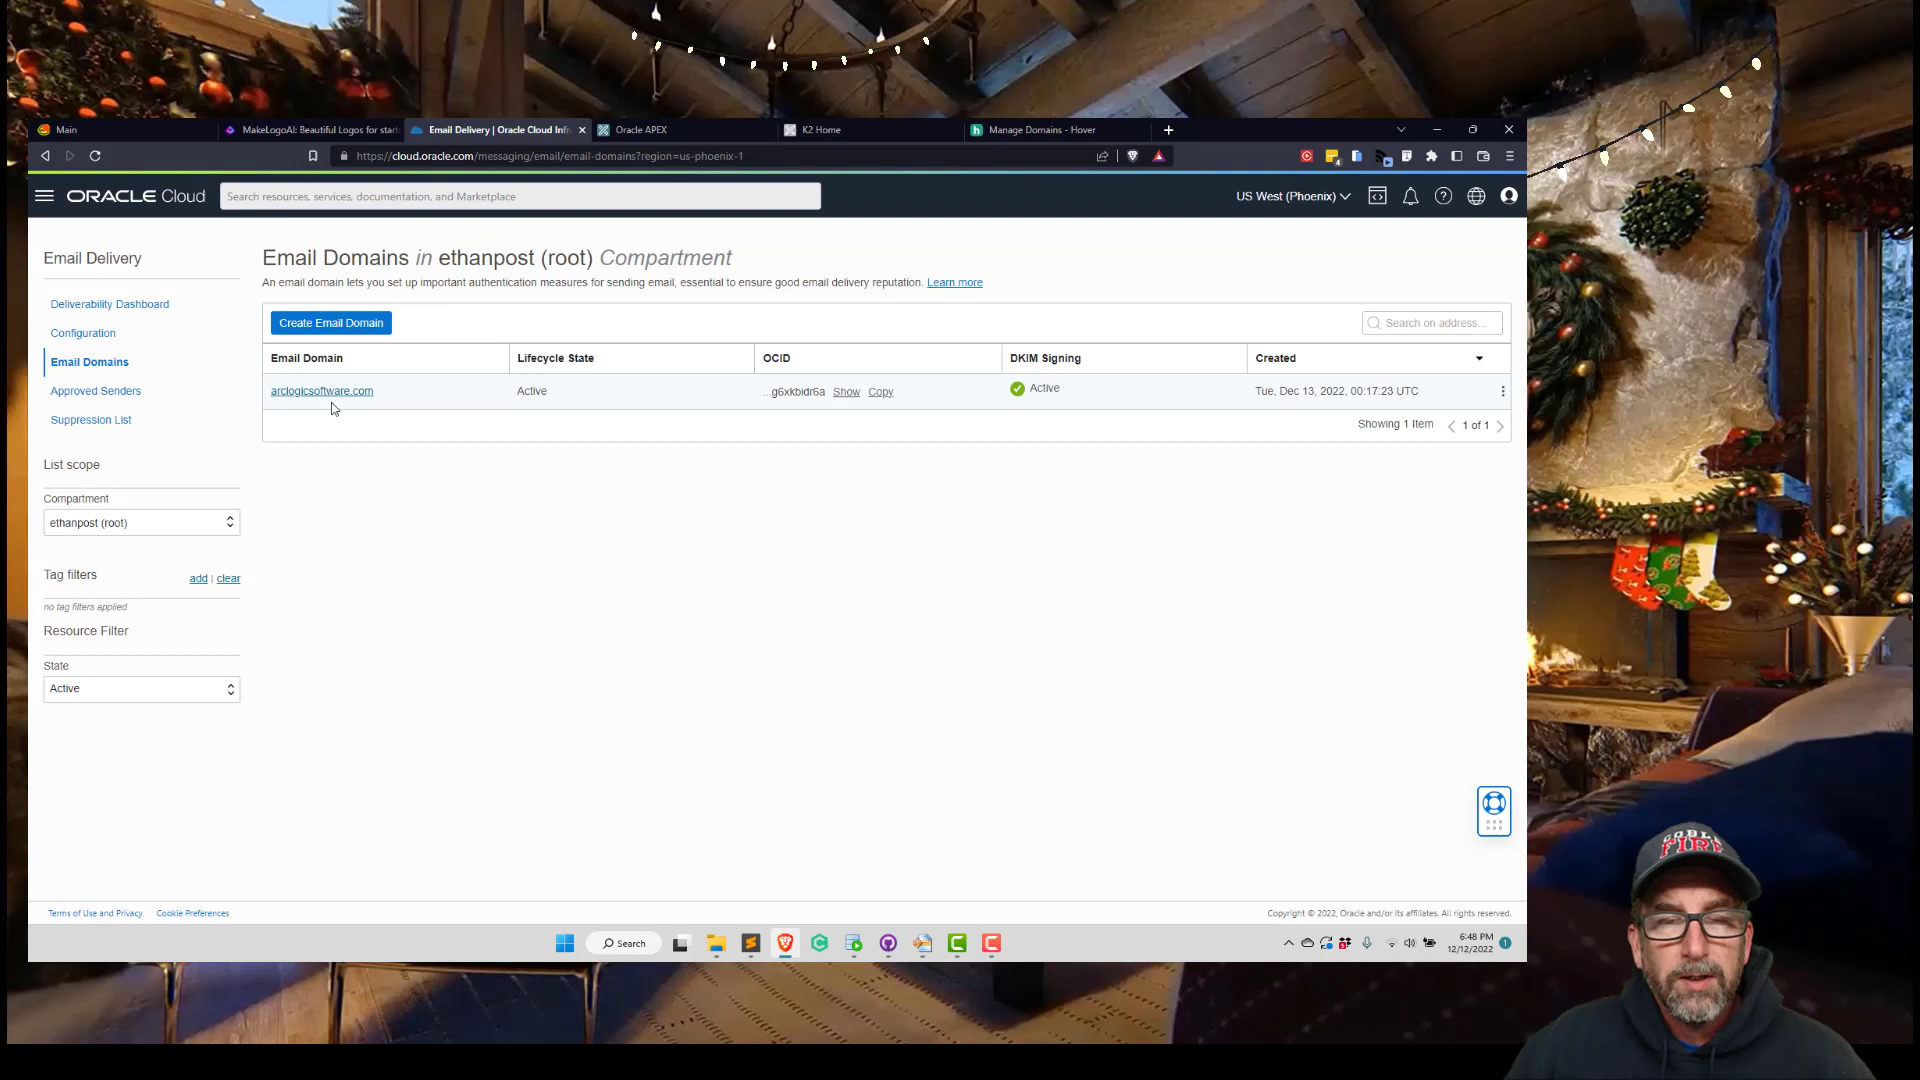 Main
MakeLogoAI: Beautiful Logos for start
Email Delivery | Oracle Cloud Infr
Oracle APEX
K2 Home
Manage Domains - Hover
https://cloud.oracle.com/messaging/email/email-domains?region=us-phoenix-1
ORACLE Cloud
Search resources, services, documentation, and Marketplace
US West (Phoenix)
Email Delivery
Deliverability Dashboard
Configuration
Email Domains
Approved Senders
Suppression List
List scope
Compartment
ethanpost (root)
Tag filters
add | clear
no tag filters applied
Resource Filter
State
Active
Email Domains in ethanpost (root) Compartment
An email domain lets you set up important authentication measures for sending email, essential to ensure good email delivery reputation. Learn more
Create Email Domain
Search on address...
Email Domain Lifecycle State OCID DKIM Signing Created
arclogicsoftware.com Active ...g6xkbidr6a Show Copy Active Tue, Dec 13, 2022, 00:17:23 UTC
Showing 1 Item 1 of 1
Terms of Use and Privacy Cookie Preferences
Copyright © 2022, Oracle and/or its affiliates. All rights reserved.
Search
6:48 PM
12/12/2022
1
FIRE